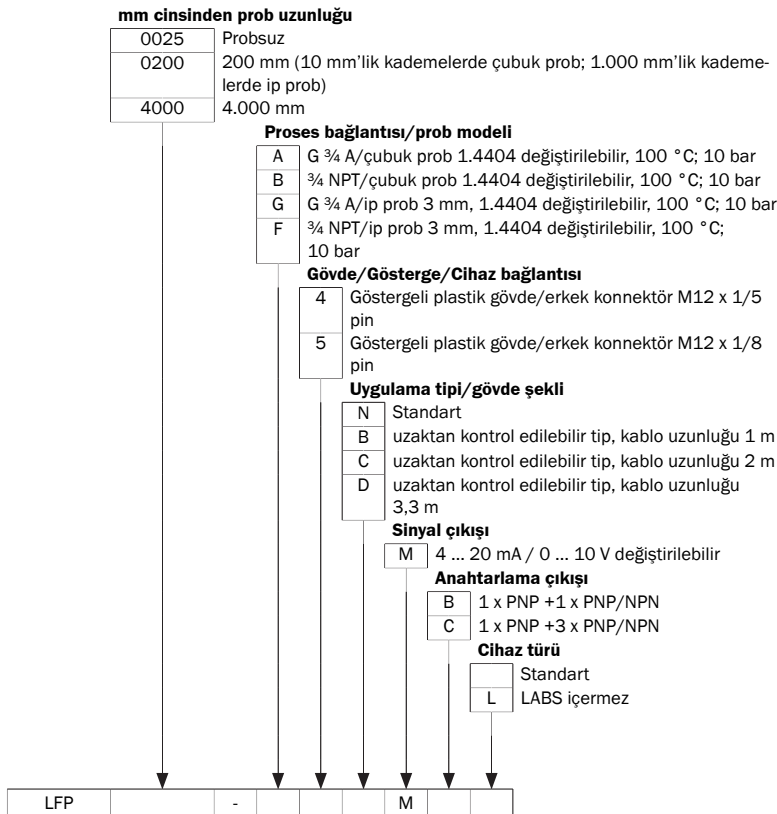 mm cinsinden prob uzunluğu
0025 Probsuz
0200 200 mm (10 mm'lik kademelerde çubuk prob; 1.000 mm'lik kademe-
lerde ip prob)
4000 4.000 mm
Proses bağlantısı/prob modeli
A G ¾ A/çubuk prob 1.4404 değiştirilebilir, 100 °C; 10 bar
B ¾ NPT/çubuk prob 1.4404 değiştirilebilir, 100 °C; 10 bar
G G ¾ A/ip prob 3 mm, 1.4404 değiştirilebilir, 100 °C; 10 bar
F ¾ NPT/ip prob 3 mm, 1.4404 değiştirilebilir, 100 °C;
10 bar
Gövde/Gösterge/Cihaz bağlantısı
4 Göstergeli plastik gövde/erkek konnektör M12 x 1/5
pin
5 Göstergeli plastik gövde/erkek konnektör M12 x 1/8
pin
Uygulama tipi/gövde şekli
N Standart
B uzaktan kontrol edilebilir tip, kablo uzunluğu 1 m
C uzaktan kontrol edilebilir tip, kablo uzunluğu 2 m
D uzaktan kontrol edilebilir tip, kablo uzunluğu
3,3 m
Sinyal çıkışı
M 4 ... 20 mA / 0 ... 10 V değiştirilebilir
Anahtarlama çıkışı
B 1 x PNP +1 x PNP/NPN
C 1 x PNP +3 x PNP/NPN
Cihaz türü
Standart
L LABS içermez
LFP - M